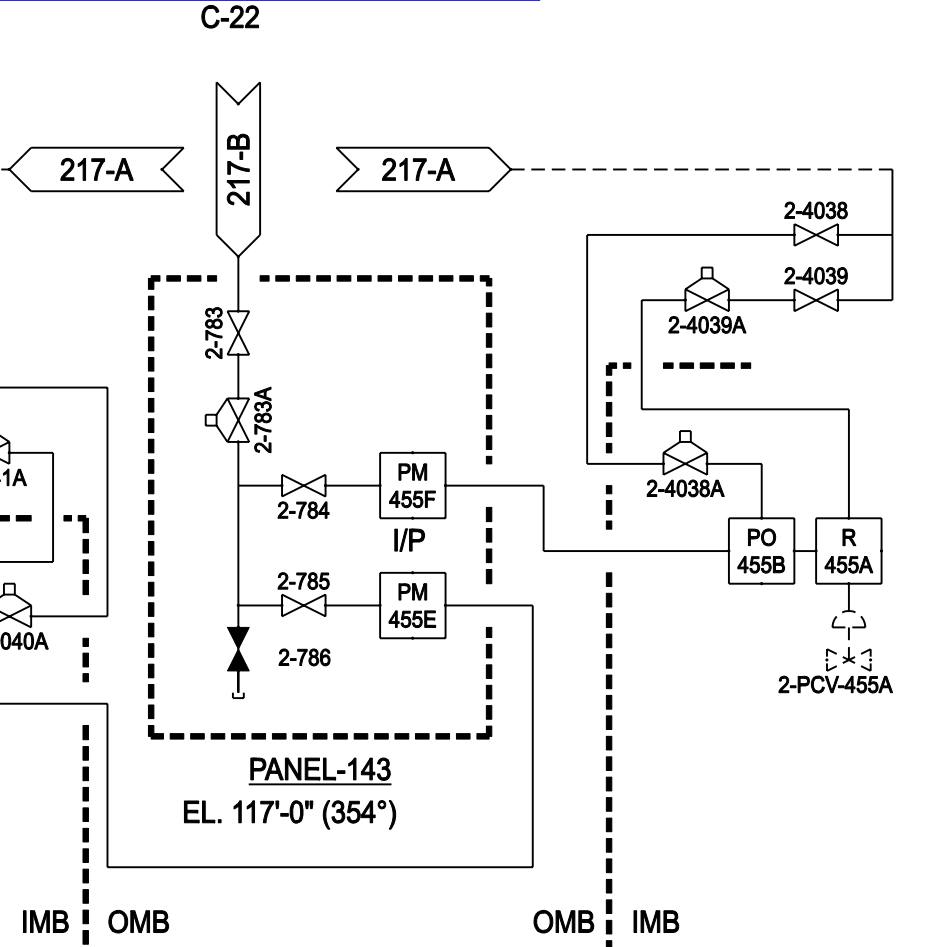 C-22
217-A
217-B
217-A
2-4038
2-4039
2-4039A
2-783
2-783A
-1A
PM
455F
2-784
2-4038A
I/P
PO
455B
R
455A
2-785
PM
455E
040A
2-786
2-PCV-455A
PANEL-143
EL. 117'-0" (354°)
IMB
OMB
OMB
IMB